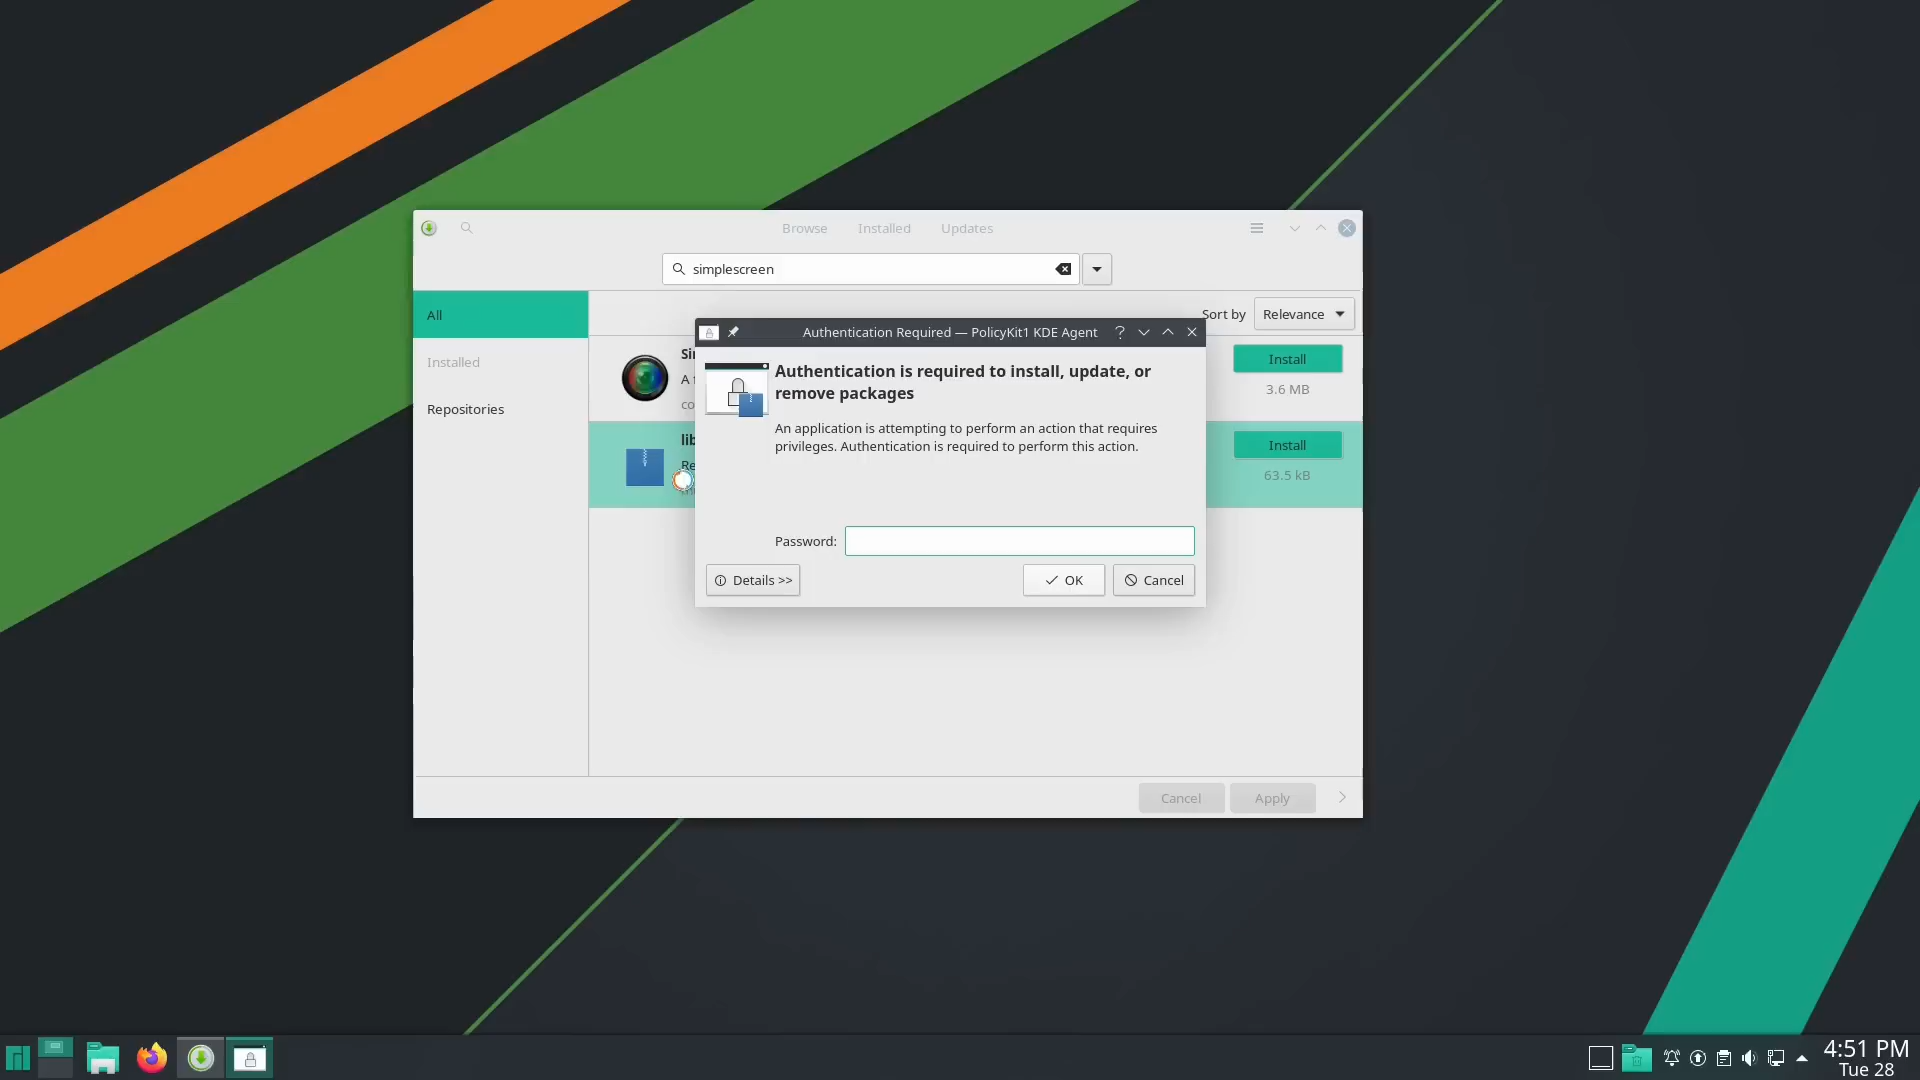 Browse Installed Updates
simplescreen
All
Sort by Relevance
Installed
Repositories
Install
3.6 MB
Install
63.5 kB
Authentication Required — PolicyKit1 KDE Agent
Authentication is required to install, update, or
remove packages
An application is attempting to perform an action that requires
privileges. Authentication is required to perform this action.
Password:
Details >>
OK
Cancel
Cancel
Apply
4:51 PM
Tue 28